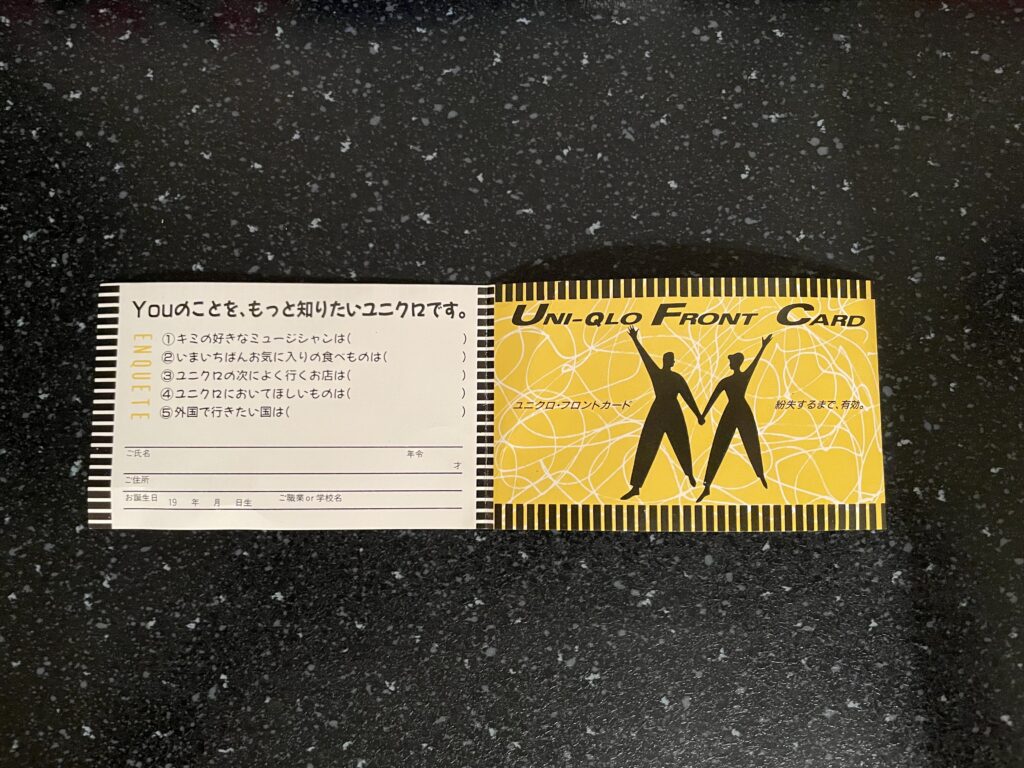 Youのことを、もっと知りたいユニクロです。
ENQUETE
①キミの好きなミュージシャンは( )
②いまいちばんお気に入りの食べものは( )
③ユニクロの次によく行くお店は( )
④ユニクロにおいてほしいものは( )
⑤外国で行きたい国は( )
ご氏名 年令 才
ご住所
お誕生日 19 年 月 日生 ご職業or学校名
UNI-QLO FRONT CARD
ユニクロ・フロントカード
紛失するまで、有効。